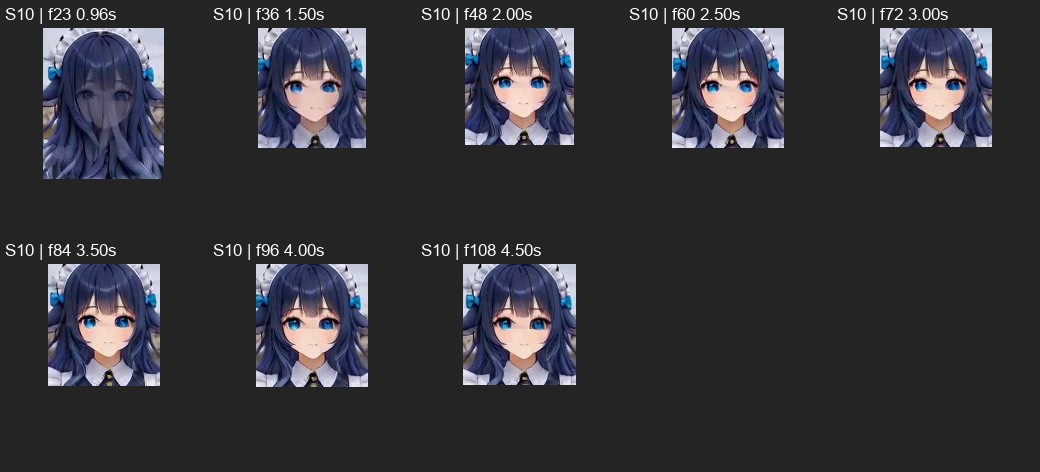 S10 | f23 0.96s
S10 | f36 1.50s
S10 | f48 2.00s
S10 | f60 2.50s
S10 | f72 3.00s
S10 | f84 3.50s
S10 | f96 4.00s
S10 | f108 4.50s